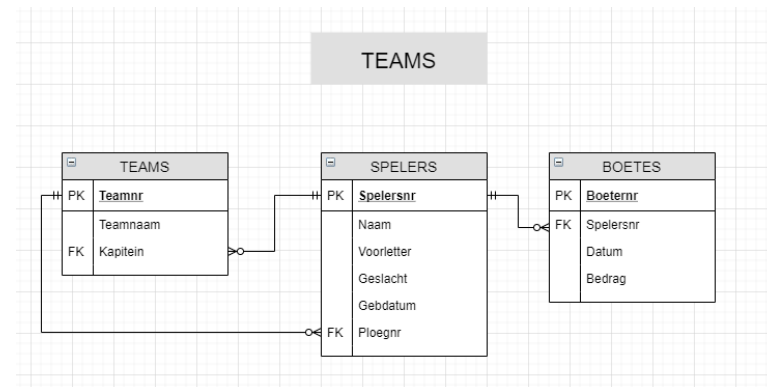 TEAMS
TEAMS
PK Teamnr
Teamnaam
FK Kapitein
SPELERS
PK Spelersnr
Naam
Voorletter
Geslacht
Gebdatum
FK Ploegnr
BOETES
PK Boeternr
FK Spelersnr
Datum
Bedrag